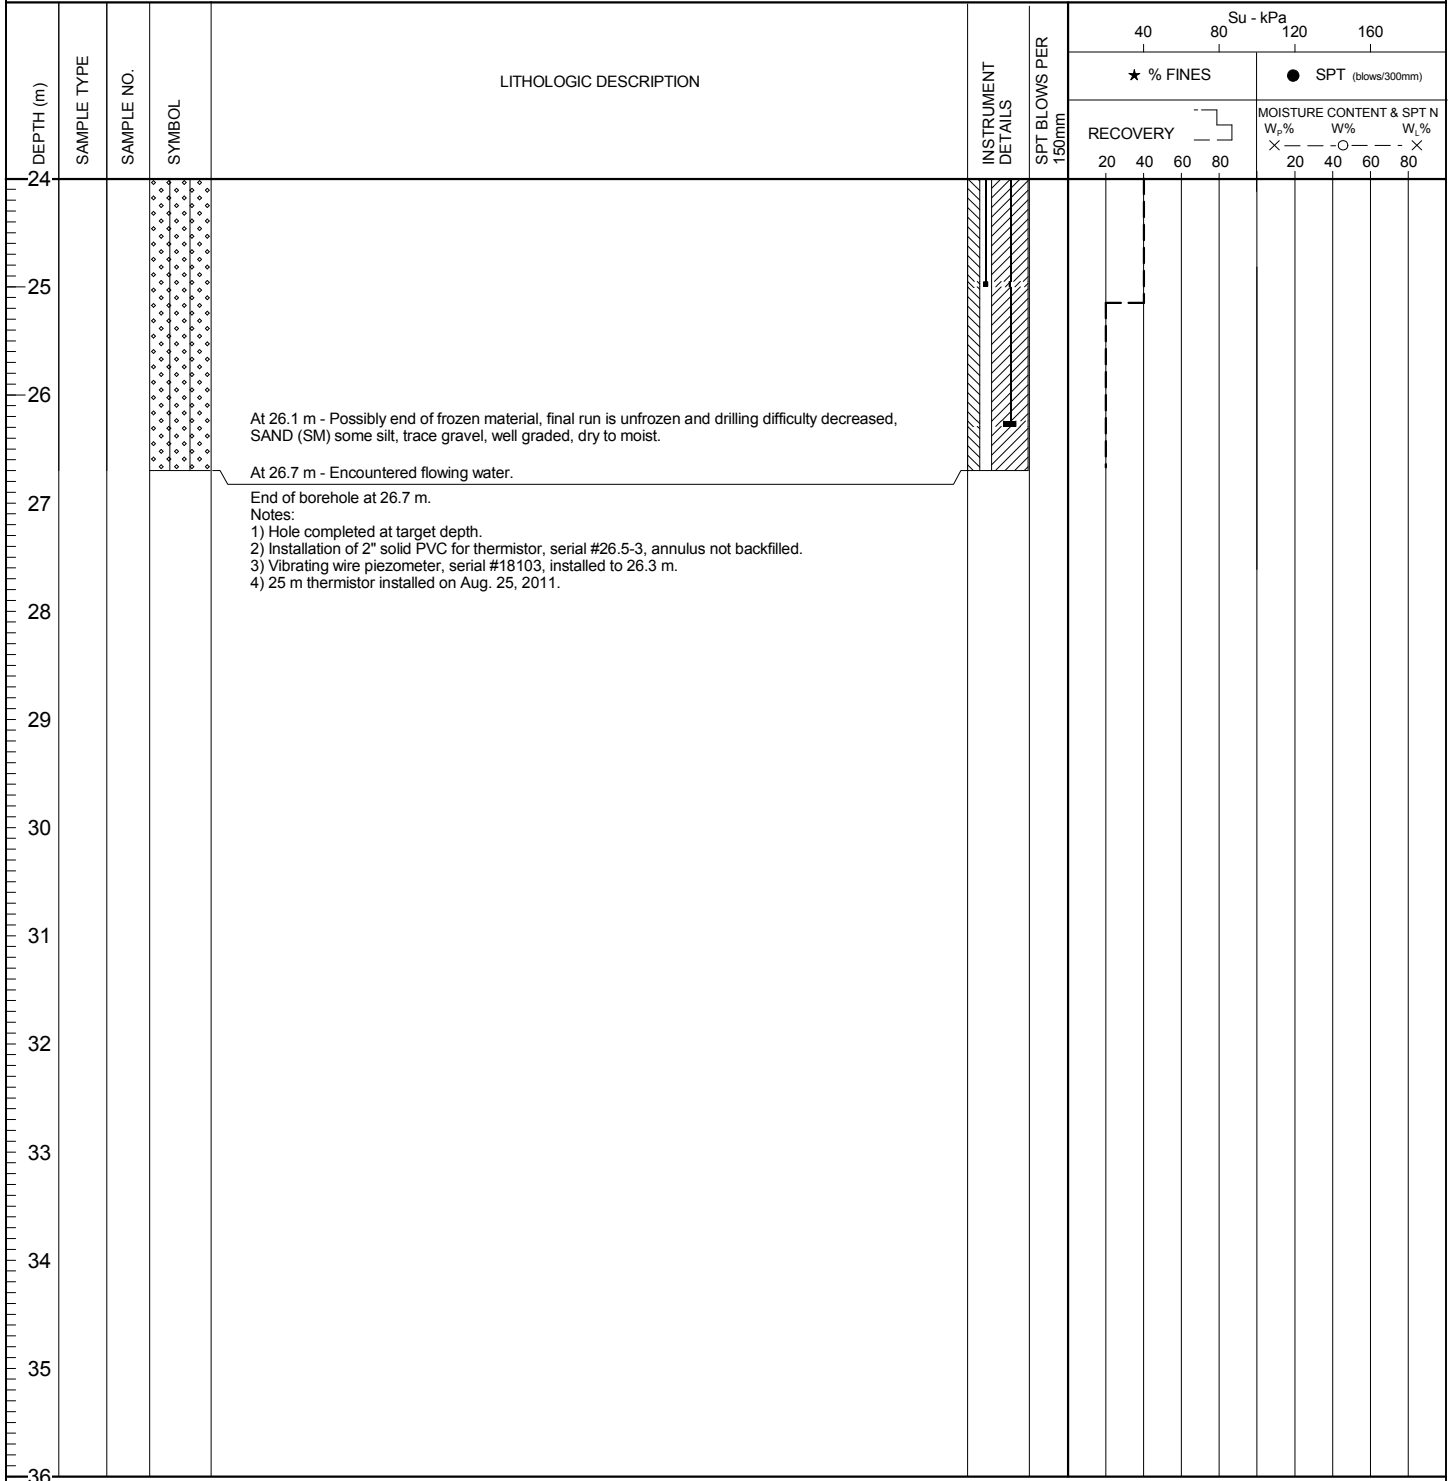 DEPTH (m)
SAMPLE TYPE
SAMPLE NO.
SYMBOL
LITHOLOGIC DESCRIPTION
INSTRUMENT
DETAILS
SPT BLOWS PER
150mm
Su - kPa
40 80 120 160
★ % FINES
● SPT (blows/300mm)
RECOVERY
MOISTURE CONTENT & SPT N
WP% W% WL%
20 40 60 80 20 40 60 80
24
25
26
At 26.1 m - Possibly end of frozen material, final run is unfrozen and drilling difficulty decreased,
SAND (SM) some silt, trace gravel, well graded, dry to moist.
At 26.7 m - Encountered flowing water.
27
End of borehole at 26.7 m.
Notes:
1) Hole completed at target depth.
2) Installation of 2" solid PVC for thermistor, serial #26.5-3, annulus not backfilled.
3) Vibrating wire piezometer, serial #18103, installed to 26.3 m.
4) 25 m thermistor installed on Aug. 25, 2011.
28
29
30
31
32
33
34
35
36